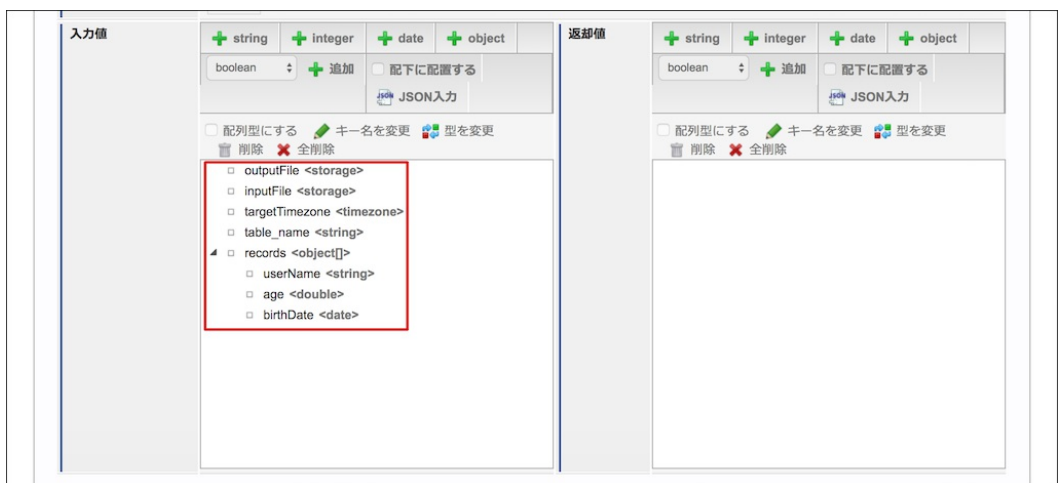 入力値
string integer date object
boolean 追加 配下に配置する
JSON JSON入力
配列型にする キー名を変更 型を変更
削除 全削除
outputFile <storage>
inputFile <storage>
targetTimezone <timezone>
table_name <string>
records <object[]>
userName <string>
age <double>
birthDate <date>
返却値
string integer date object
boolean 追加 配下に配置する
JSON JSON入力
配列型にする キー名を変更 型を変更
削除 全削除